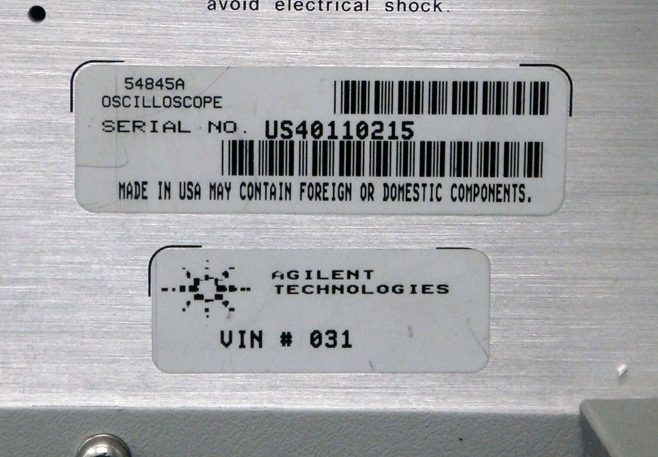 avoid electrical shock.
54845A
OSCILLOSCOPE
SERIAL NO. US40110215
MADE IN USA MAY CONTAIN FOREIGN OR DOMESTIC COMPONENTS.
AGILENT
TECHNOLOGIES
VIN # 031